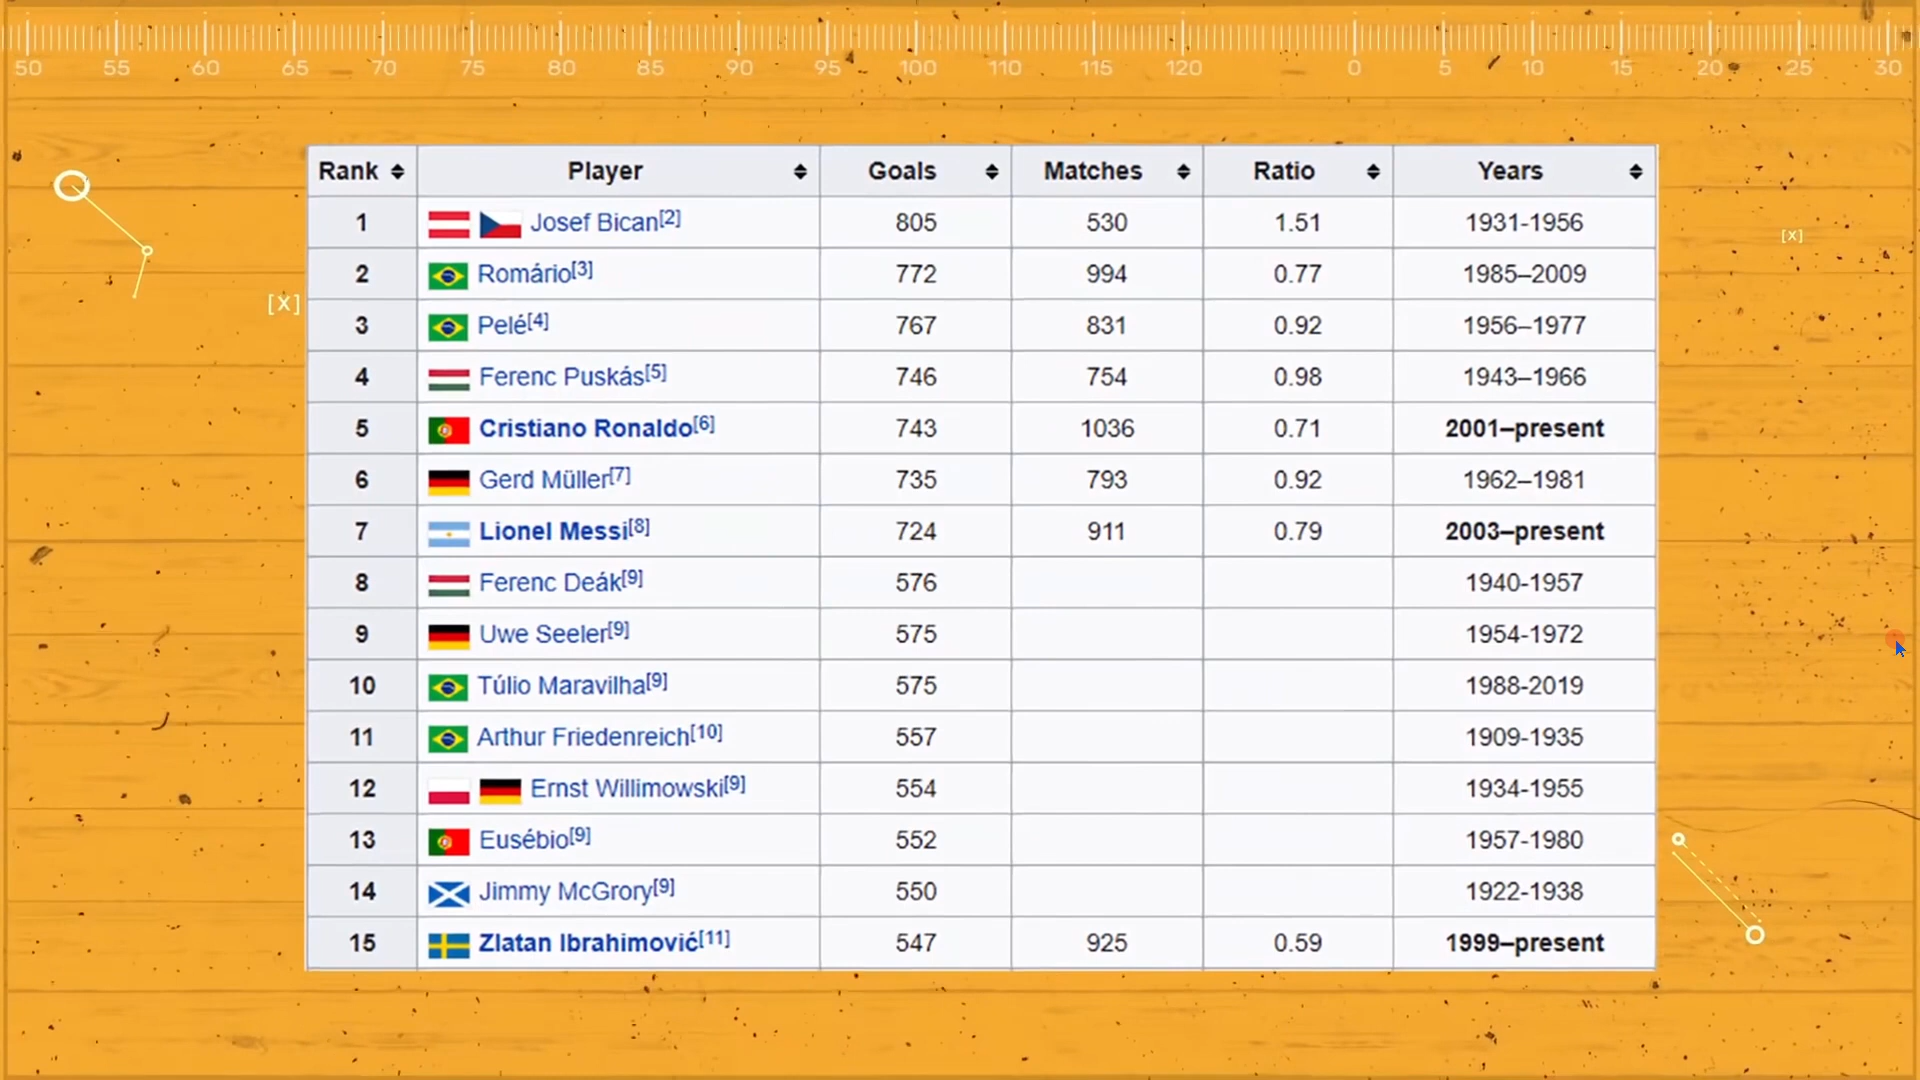 50 55 60 65 70 75 80 85 90 95 100 110 115 120 0 5 10 15 20 25 30
Rank Player Goals Matches Ratio Years
1 Josef Bican[2] 805 530 1.51 1931-1956
[X]
2 Romário[3] 772 994 0.77 1985–2009
[X]
3 Pelé[4] 767 831 0.92 1956–1977
4 Ferenc Puskás[5] 746 754 0.98 1943–1966
5 Cristiano Ronaldo[6] 743 1036 0.71 2001–present
6 Gerd Müller[7] 735 793 0.92 1962–1981
7 Lionel Messi[8] 724 911 0.79 2003–present
8 Ferenc Deák[9] 576 1940-1957
9 Uwe Seeler[9] 575 1954-1972
10 Túlio Maravilha[9] 575 1988-2019
11 Arthur Friedenreich[10] 557 1909-1935
12 Ernst Willimowski[9] 554 1934-1955
13 Eusébio[9] 552 1957-1980
14 Jimmy McGrory[9] 550 1922-1938
15 Zlatan Ibrahimović[11] 547 925 0.59 1999–present